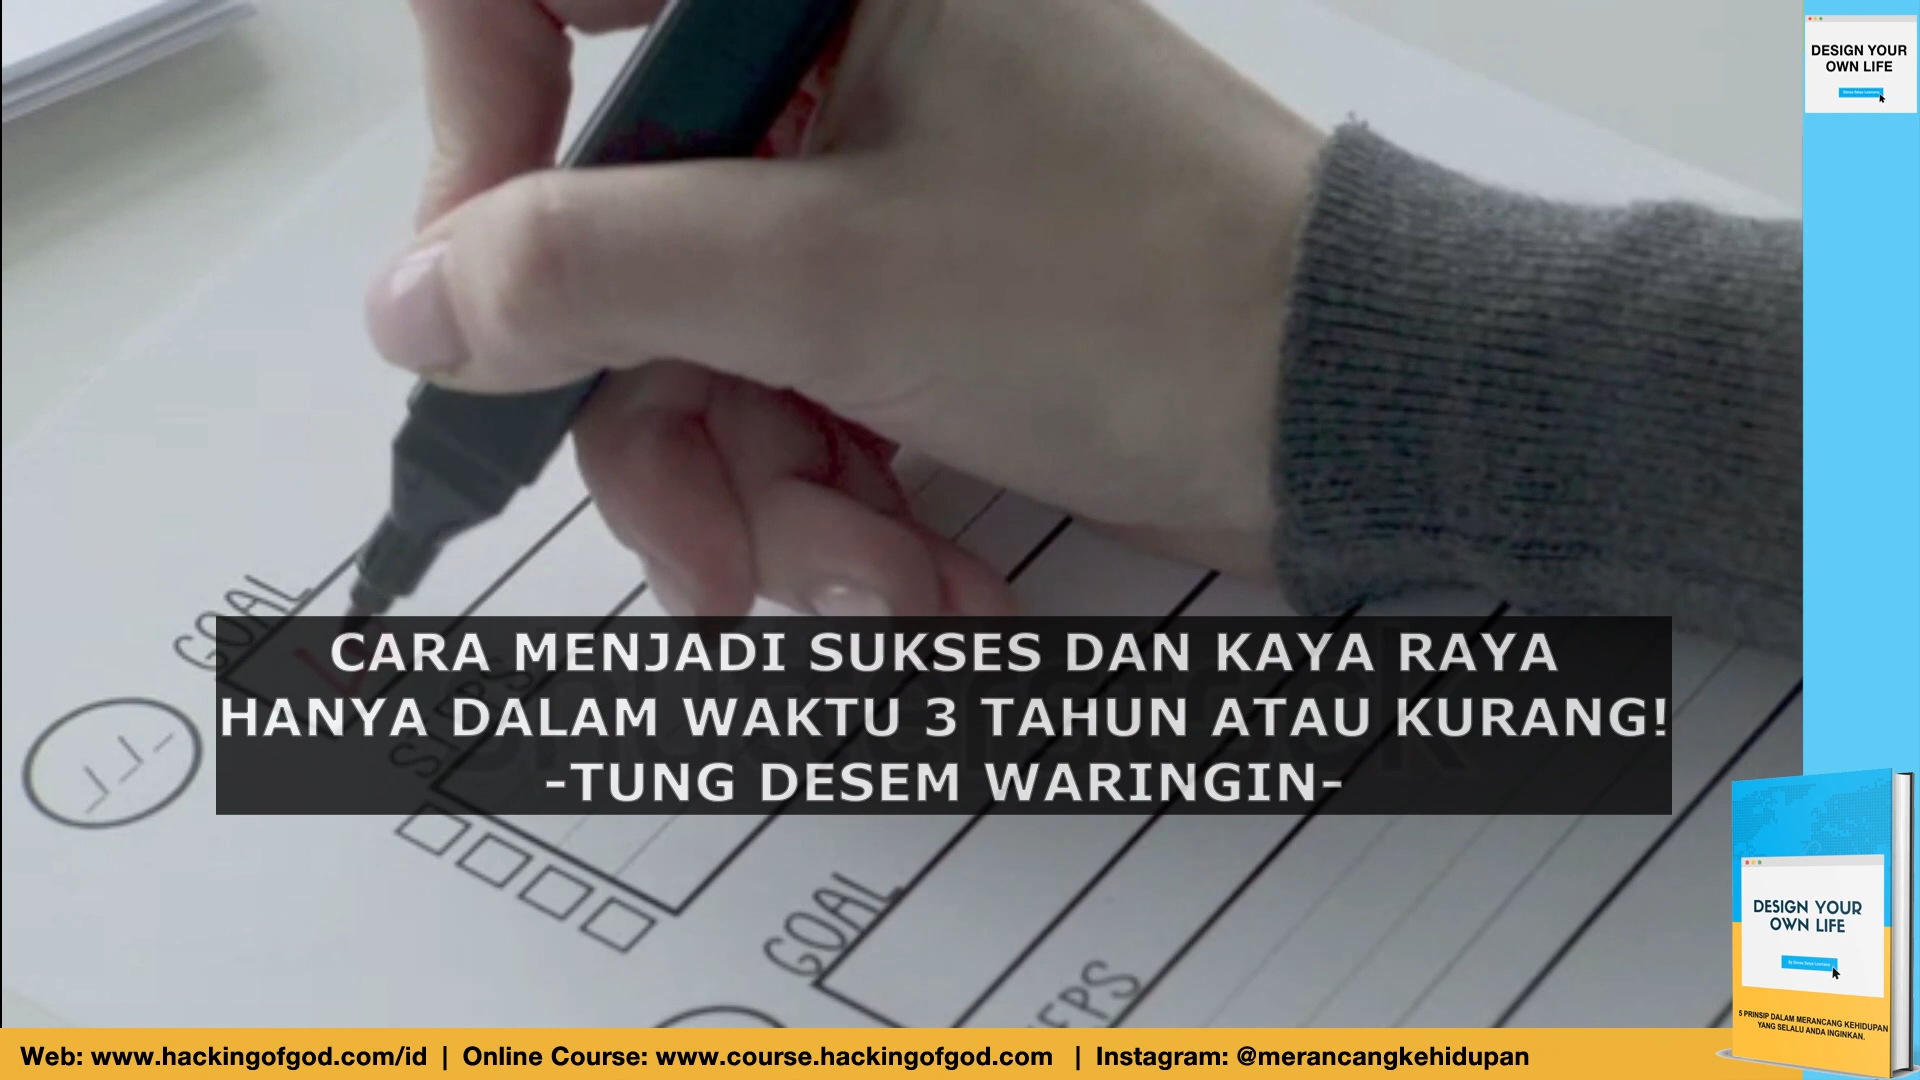 DESIGN YOUR
OWN LIFE
GOAL
CARA MENJADI SUKSES DAN KAYA RAYA
HANYA DALAM WAKTU 3 TAHUN ATAU KURANG!
-TUNG DESEM WARINGIN-
GOAL
DESIGN YOUR
OWN LIFE
5 PRINSIP DALAM MERANCANG KEHIDUPAN
YANG SELALU ANDA INGINKAN.
Web: www.hackingofgod.com/id | Online Course: www.course.hackingofgod.com | Instagram: @merancangkehidupan